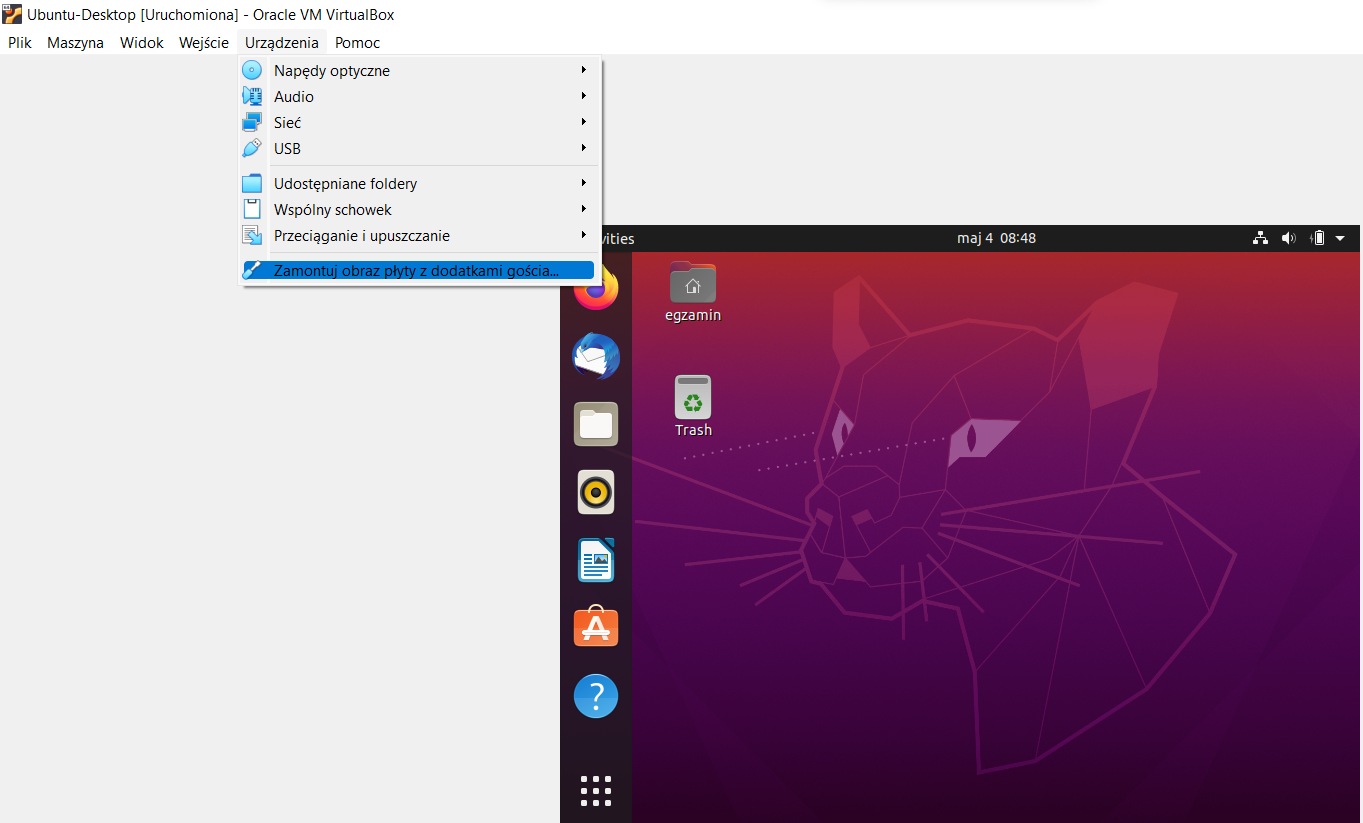 Ubuntu-Desktop [Uruchomiona] - Oracle VM VirtualBox
Plik Maszyna Widok Wejście Urządzenia Pomoc
Napędy optyczne
Audio
Sieć
USB
Udostępniane foldery
Wspólny schowek
Przeciąganie i upuszczanie
Zamontuj obraz płyty z dodatkami gościa...
vities maj 4 08:48
egzamin
Trash